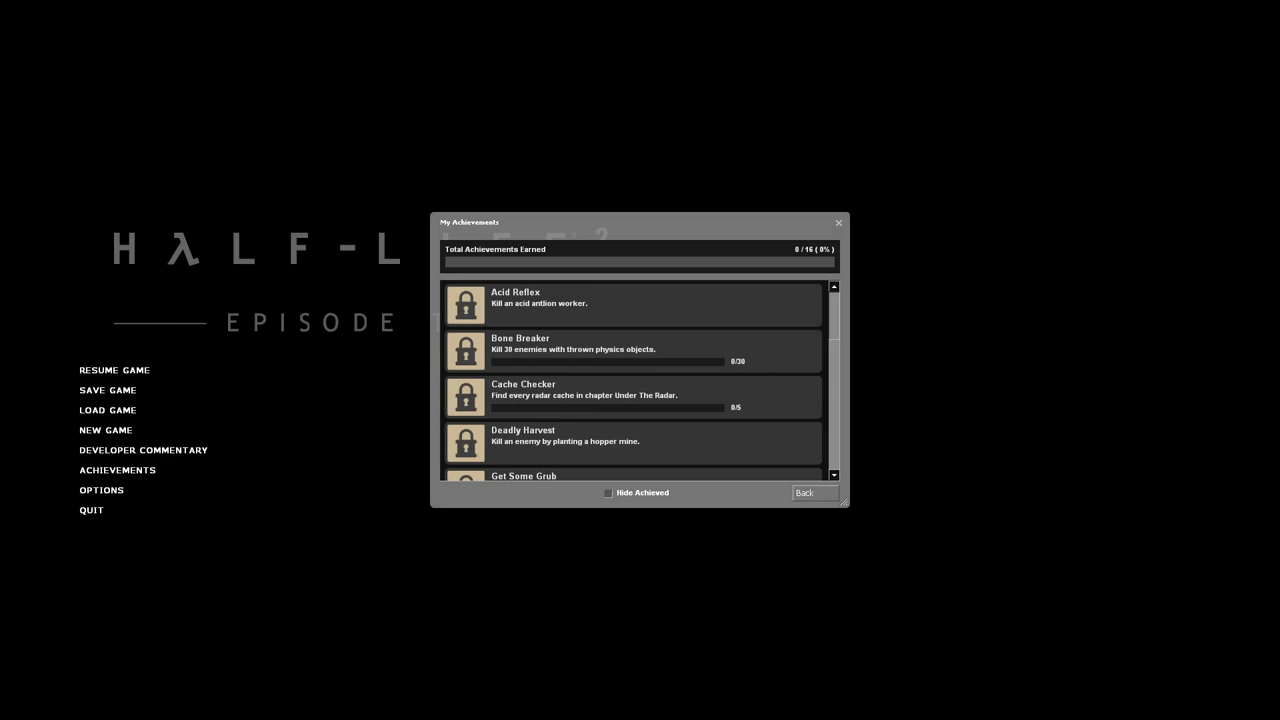 My Achievements
Total Achievements Earned 0 / 16 ( 0% )
HλLF-L
2
EPISODE
Acid Reflex
Kill an acid antlion worker.
Bone Breaker
Kill 30 enemies with thrown physics objects.
0/30
Cache Checker
Find every radar cache in chapter Under The Radar.
0/5
Deadly Harvest
Kill an enemy by planting a hopper mine.
Get Some Grub
Hide Achieved
Back
RESUME GAME
SAVE GAME
LOAD GAME
NEW GAME
DEVELOPER COMMENTARY
ACHIEVEMENTS
OPTIONS
QUIT